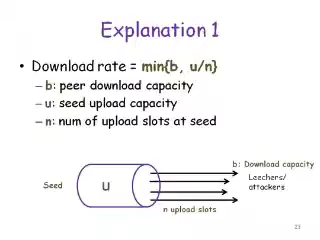 Explanation 1
• Download rate = min{b, u/n}
– b: peer download capacity
– u: seed upload capacity
– n: num of upload slots at seed
b: Download capacity
Leechers/
attackers
Seed
u
n upload slots
23